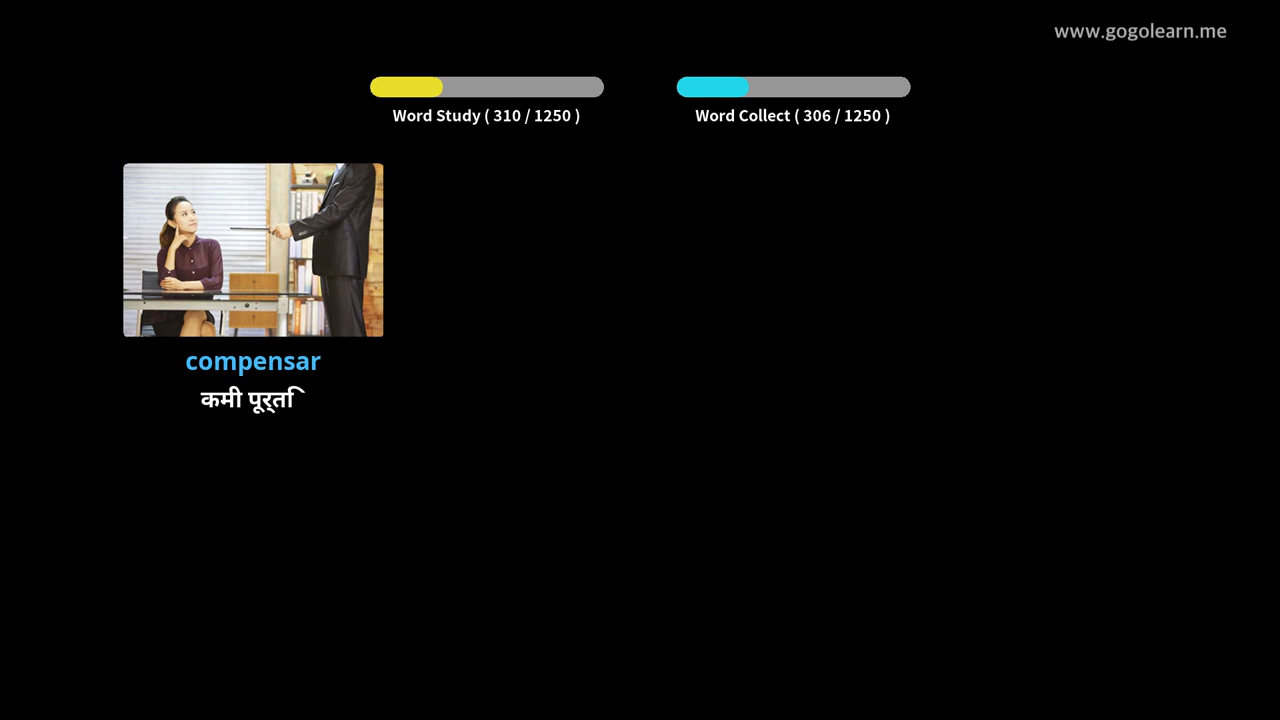 www.gogolearn.me
Word Study ( 310 / 1250 )
Word Collect ( 306 / 1250 )
compensar
कमी पूर्ति